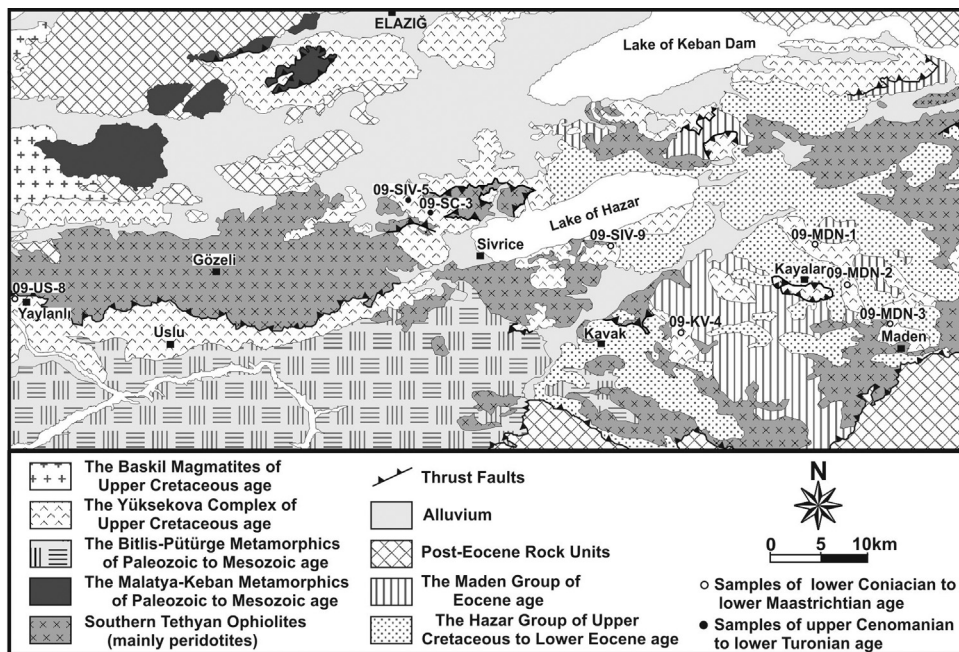 ELAZIĞ
Lake of Keban Dam
09-SIV-5
09-SC-3
Lake of Hazar
09-SIV-9
09-MDN-1
Sivrice
Gözeli
Kayalar
09-MDN-2
09-US-8
Yaylanlı
09-MDN-3
09-KV-4
Uslu
Kavak
Maden
The Baskil Magmatites of
Upper Cretaceous age
The Yüksekova Complex of
Upper Cretaceous age
The Bitlis-Pütürge Metamorphics
of Paleozoic to Mesozoic age
The Malatya-Keban Metamorphics
of Paleozoic to Mesozoic age
Southern Tethyan Ophiolites
(mainly peridotites)
Thrust Faults
Alluvium
Post-Eocene Rock Units
The Maden Group of
Eocene age
The Hazar Group of Upper
Cretaceous to Lower Eocene age
N
0 5 10km
Samples of lower Coniacian to
lower Maastrichtian age
Samples of upper Cenomanian
to lower Turonian age